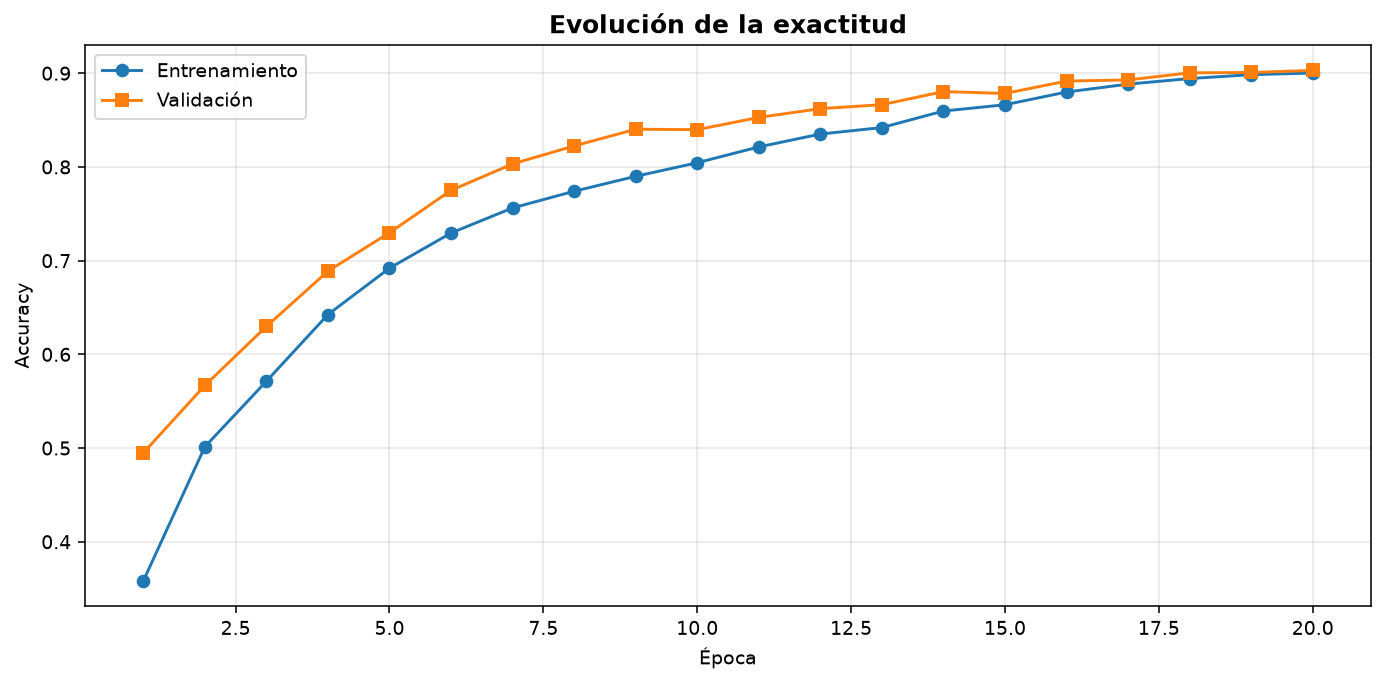 Evolución de la exactitud
Entrenamiento
Validación
Accuracy
0.9
0.8
0.7
0.6
0.5
0.4
2.5 5.0 7.5 10.0 12.5 15.0 17.5 20.0
Época